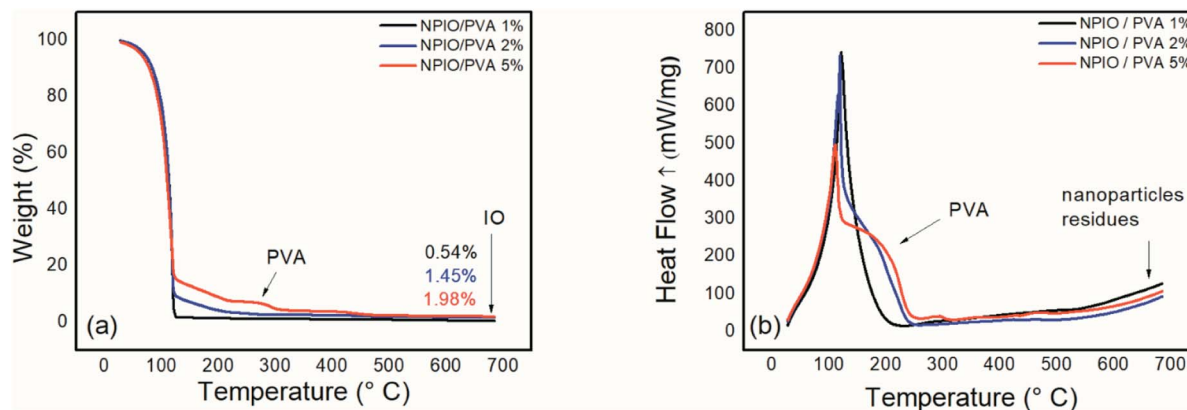 NPIO/PVA 1%
NPIO/PVA 2%
NPIO/PVA 5%
100
80
60
40
20
0
Weight (%)
PVA
IO
0.54%
1.45%
1.98%
(a)
0 100 200 300 400 500 600 700
Temperature (° C)
NPIO / PVA 1%
NPIO / PVA 2%
NPIO / PVA 5%
800
700
600
500
400
300
200
100
0
Heat Flow ↑ (mW/mg)
PVA
nanoparticles
residues
(b)
0 100 200 300 400 500 600 700
Temperature (° C)